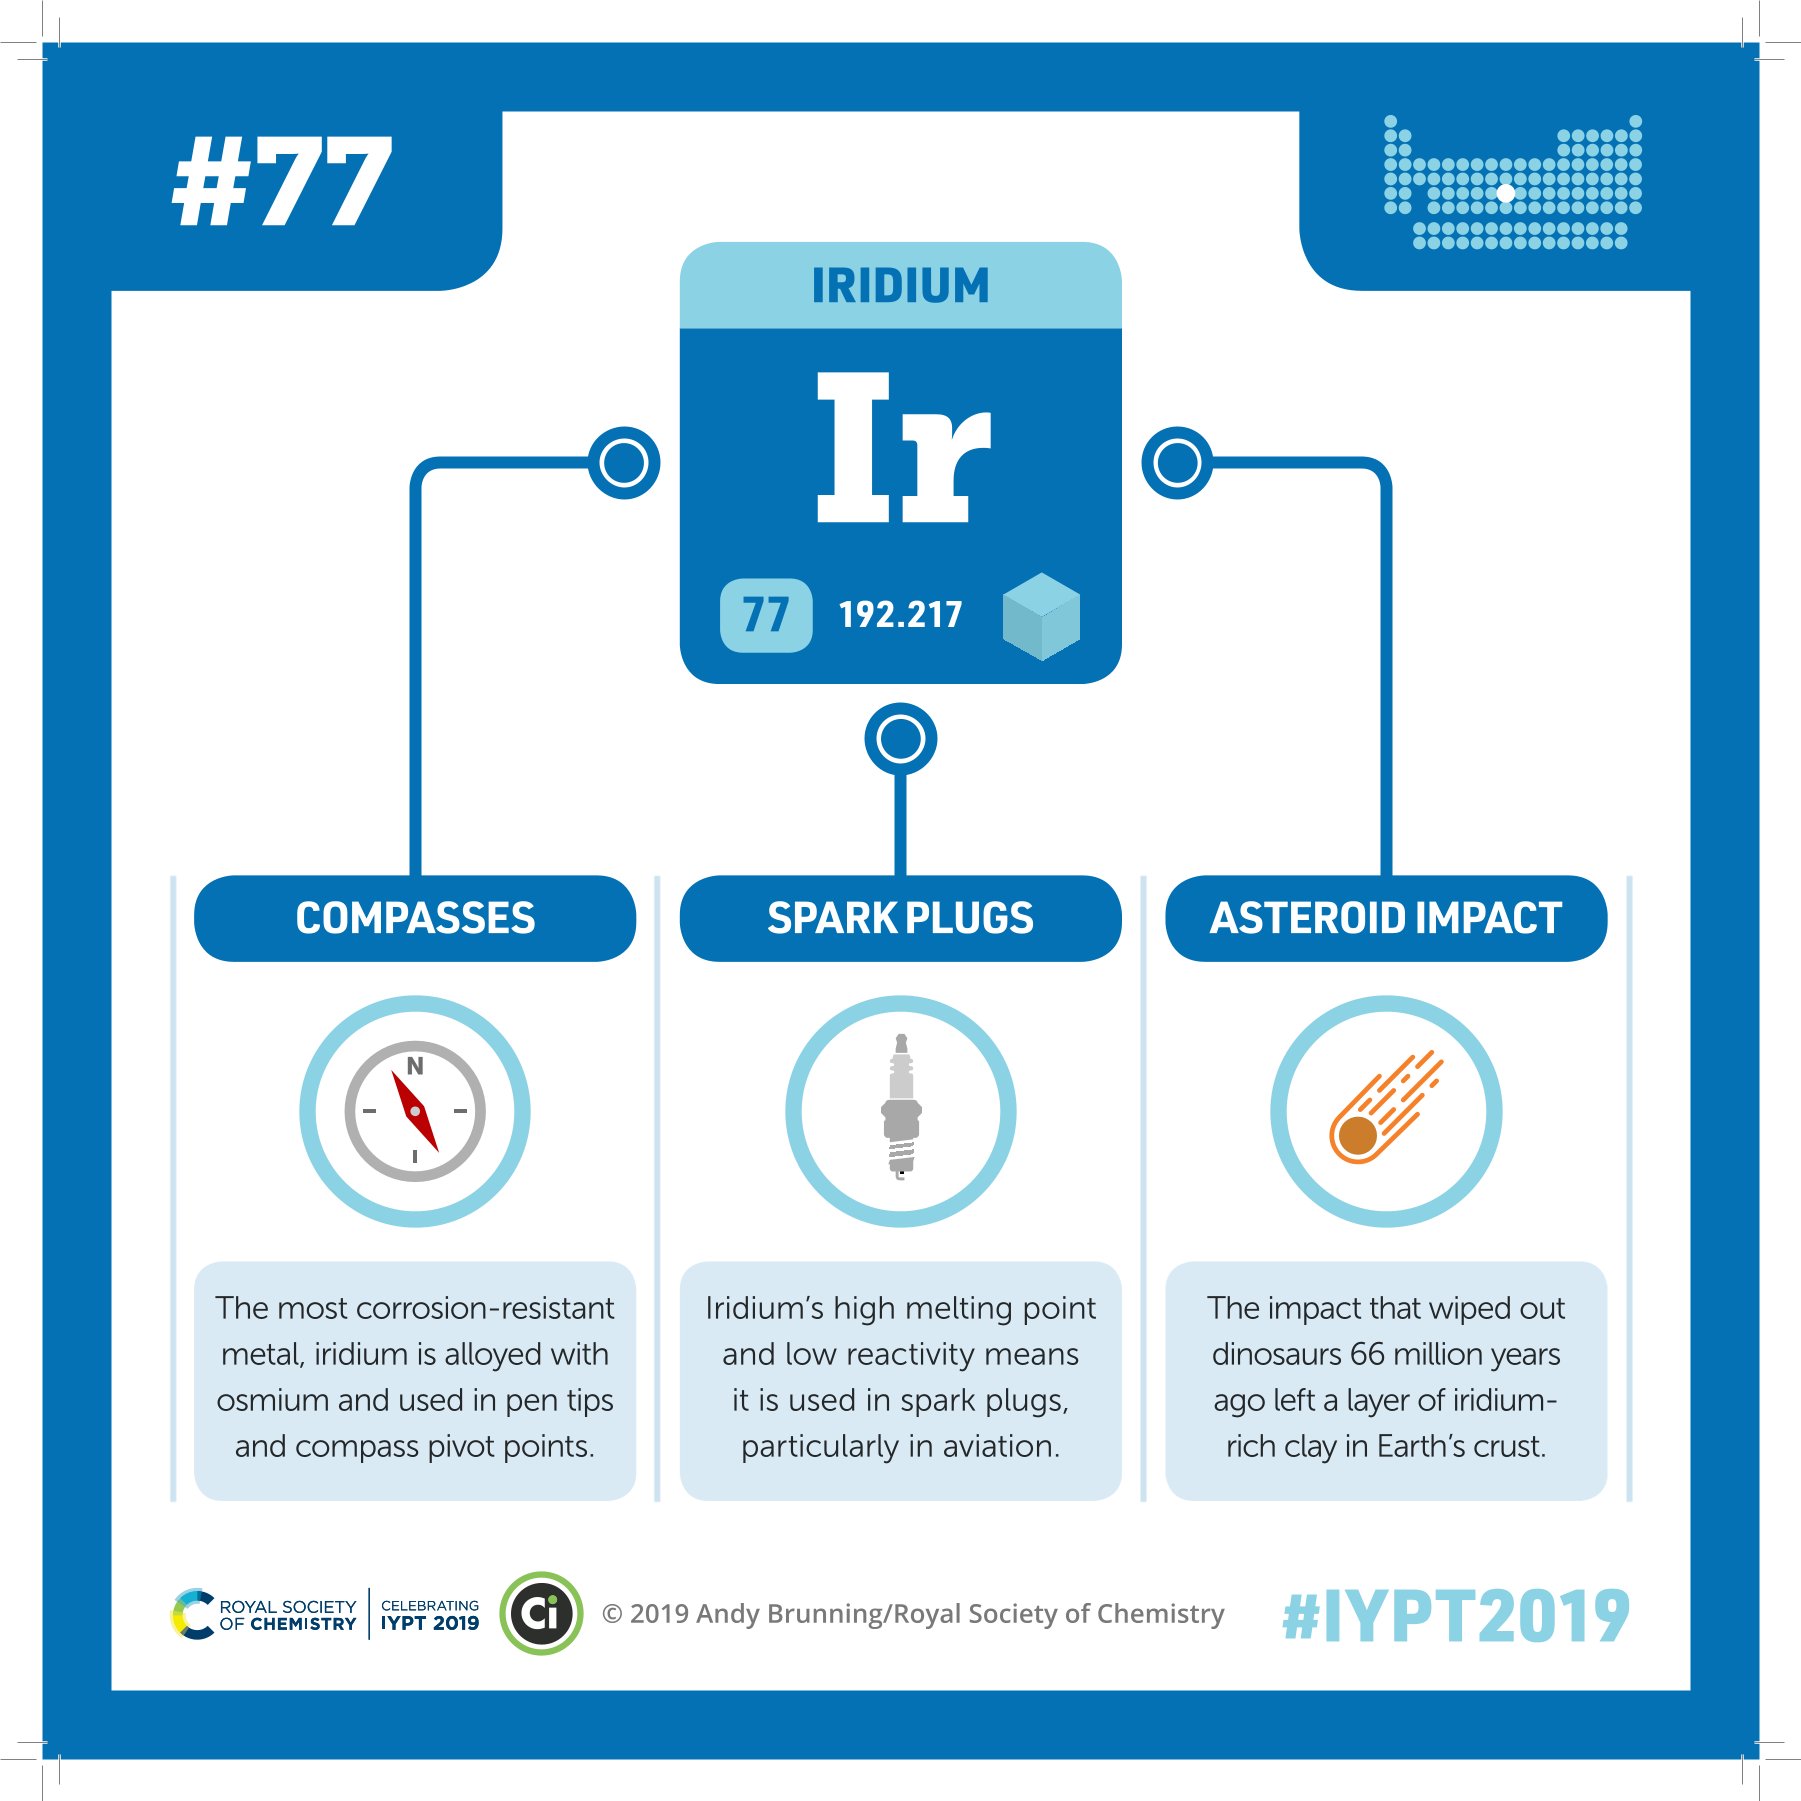 #77
IRIDIUM
Ir
77 192.217
COMPASSES
N
The most corrosion-resistant
metal, iridium is alloyed with
osmium and used in pen tips
and compass pivot points.
SPARK PLUGS
Iridium’s high melting point
and low reactivity means
it is used in spark plugs,
particularly in aviation.
ASTEROID IMPACT
The impact that wiped out
dinosaurs 66 million years
ago left a layer of iridium-
rich clay in Earth’s crust.
ROYAL SOCIETY
OF CHEMISTRY
CELEBRATING
IYPT 2019
Ci
© 2019 Andy Brunning/Royal Society of Chemistry
#IYPT2019